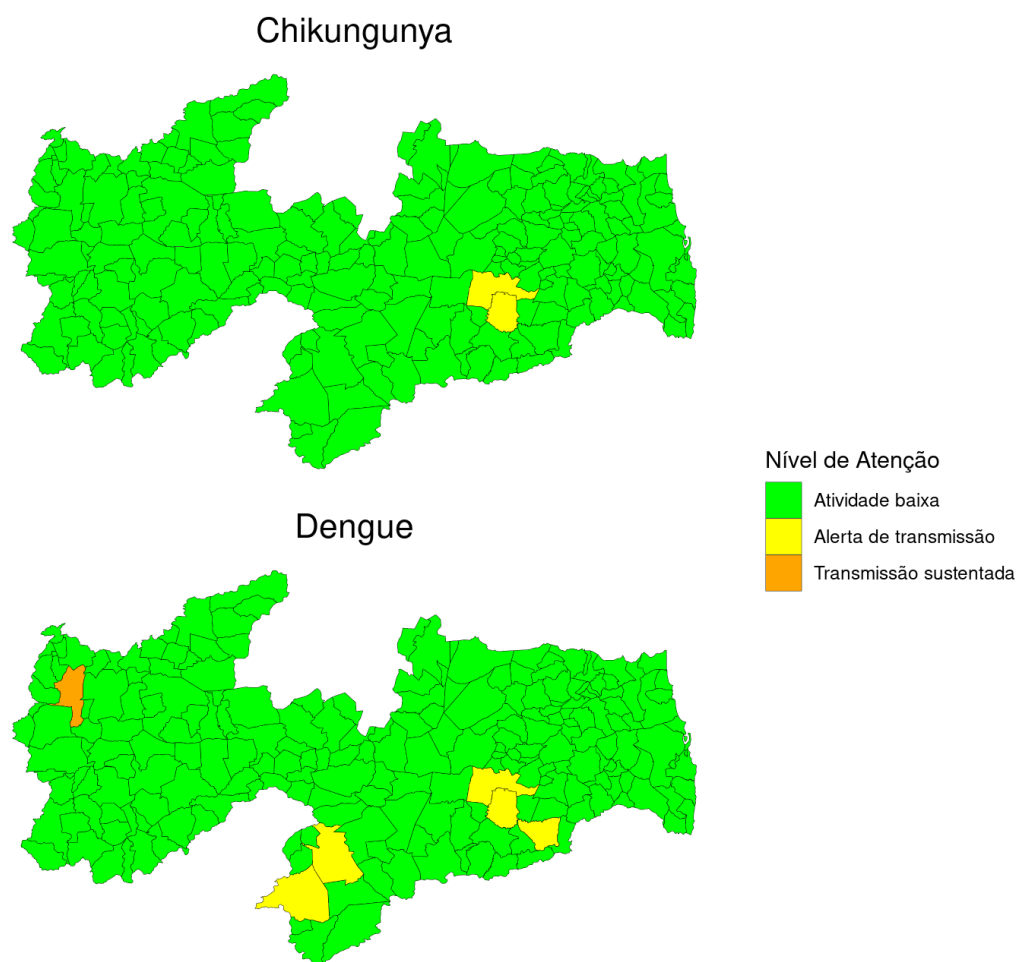 Chikungunya
Nível de Atenção
Atividade baixa
Alerta de transmissão
Transmissão sustentada
Dengue